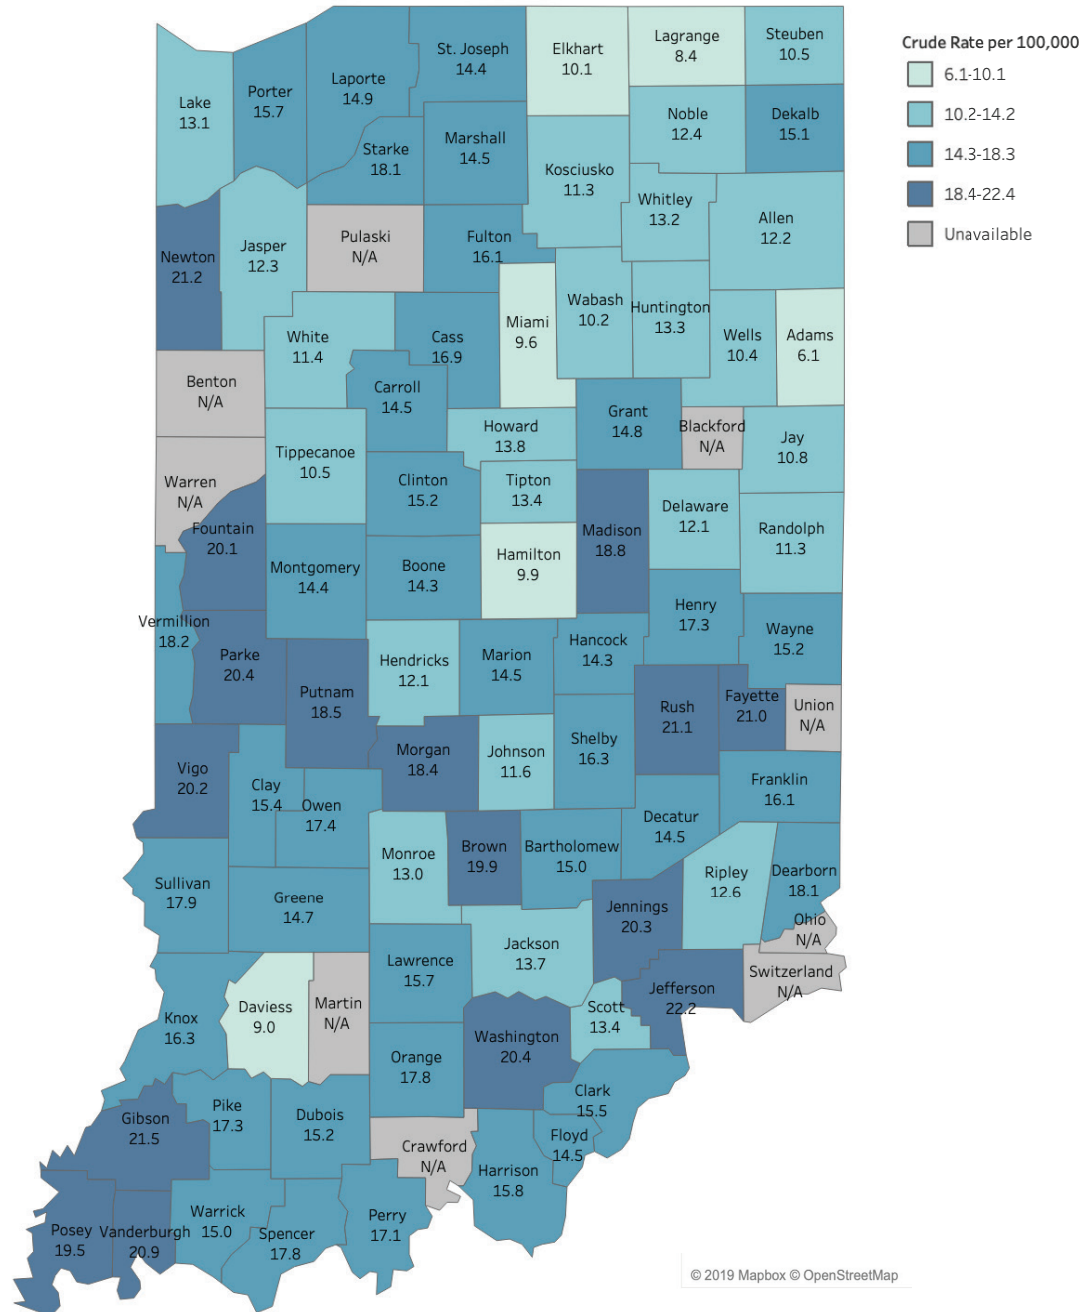 Crude Rate per 100,000
6.1-10.1
10.2-14.2
14.3-18.3
18.4-22.4
Unavailable
Lake
13.1
Porter
15.7
Laporte
14.9
St. Joseph
14.4
Elkhart
10.1
Lagrange
8.4
Steuben
10.5
Noble
12.4
Dekalb
15.1
Starke
18.1
Marshall
14.5
Kosciusko
11.3
Whitley
13.2
Allen
12.2
Newton
21.2
Jasper
12.3
Pulaski
N/A
Fulton
16.1
Miami
9.6
Wabash
10.2
Huntington
13.3
Wells
10.4
Adams
6.1
White
11.4
Cass
16.9
Benton
N/A
Carroll
14.5
Grant
14.8
Blackford
N/A
Jay
10.8
Howard
13.8
Tippecanoe
10.5
Warren
N/A
Clinton
15.2
Tipton
13.4
Fountain
20.1
Madison
18.8
Delaware
12.1
Randolph
11.3
Montgomery
14.4
Boone
14.3
Hamilton
9.9
Henry
17.3
Wayne
15.2
Vermillion
18.2
Parke
20.4
Putnam
18.5
Hendricks
12.1
Marion
14.5
Hancock
14.3
Rush
21.1
Fayette
21.0
Union
N/A
Vigo
20.2
Clay
15.4
Owen
17.4
Morgan
18.4
Johnson
11.6
Shelby
16.3
Franklin
16.1
Decatur
14.5
Monroe
13.0
Brown
19.9
Bartholomew
15.0
Ripley
12.6
Dearborn
18.1
Sullivan
17.9
Greene
14.7
Jennings
20.3
Ohio
N/A
Lawrence
15.7
Jackson
13.7
Switzerland
N/A
Jefferson
22.2
Knox
16.3
Daviess
9.0
Martin
N/A
Scott
13.4
Washington
20.4
Orange
17.8
Clark
15.5
Gibson
21.5
Pike
17.3
Dubois
15.2
Crawford
N/A
Floyd
14.5
Harrison
15.8
Posey
19.5
Vanderburgh
20.9
Warrick
15.0
Spencer
17.8
Perry
17.1
© 2019 Mapbox © OpenStreetMap